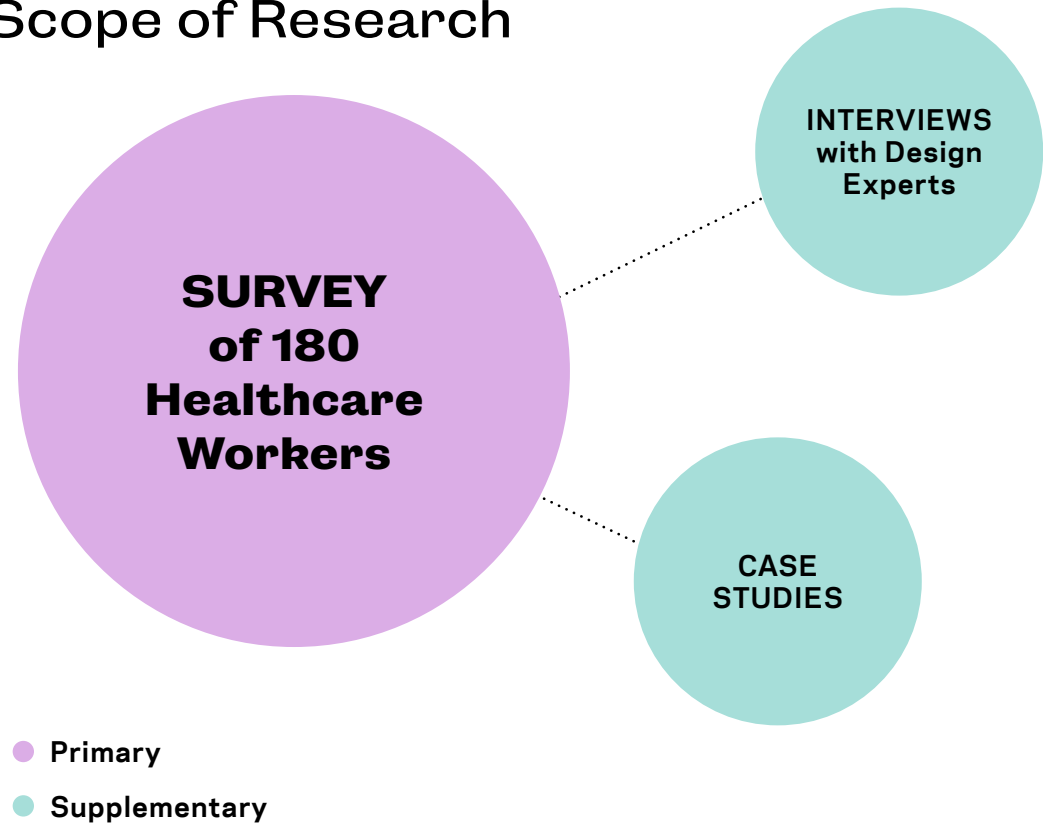 Scope of Research
INTERVIEWS
with Design
Experts
SURVEY
of 180
Healthcare
Workers
CASE
STUDIES
Primary
Supplementary